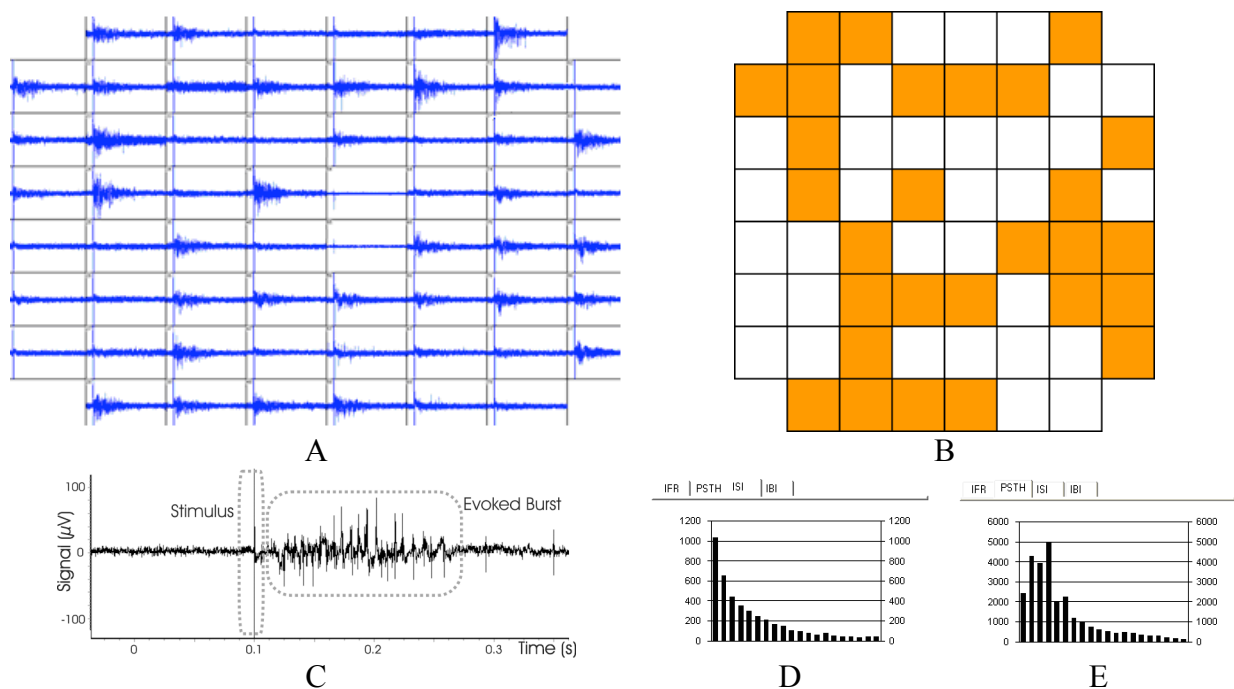 A
B
100
0
-100
Signal (µV)
Stimulus
Evoked Burst
0
0.1
0.2
0.3
Time (s)
C
IFR PSTH ISI IBI
1200 1200
1000 1000
800 800
600 600
400 400
200 200
0 0
D
IFR PSTH ISI IBI
6000 6000
5000 5000
4000 4000
3000 3000
2000 2000
1000 1000
0 0
E